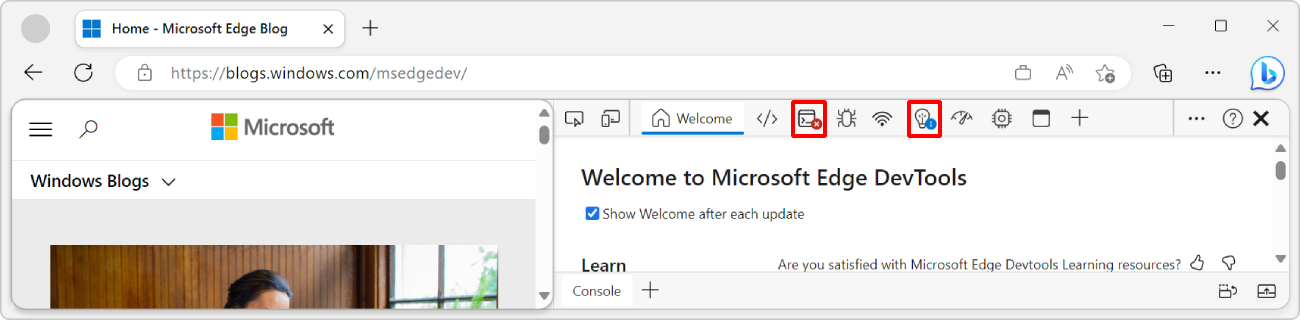 Home - Microsoft Edge Blog
https://blogs.windows.com/msedgedev/
Microsoft
Windows Blogs
Welcome
Welcome to Microsoft Edge DevTools
Show Welcome after each update
Learn
Are you satisfied with Microsoft Edge Devtools Learning resources?
Console